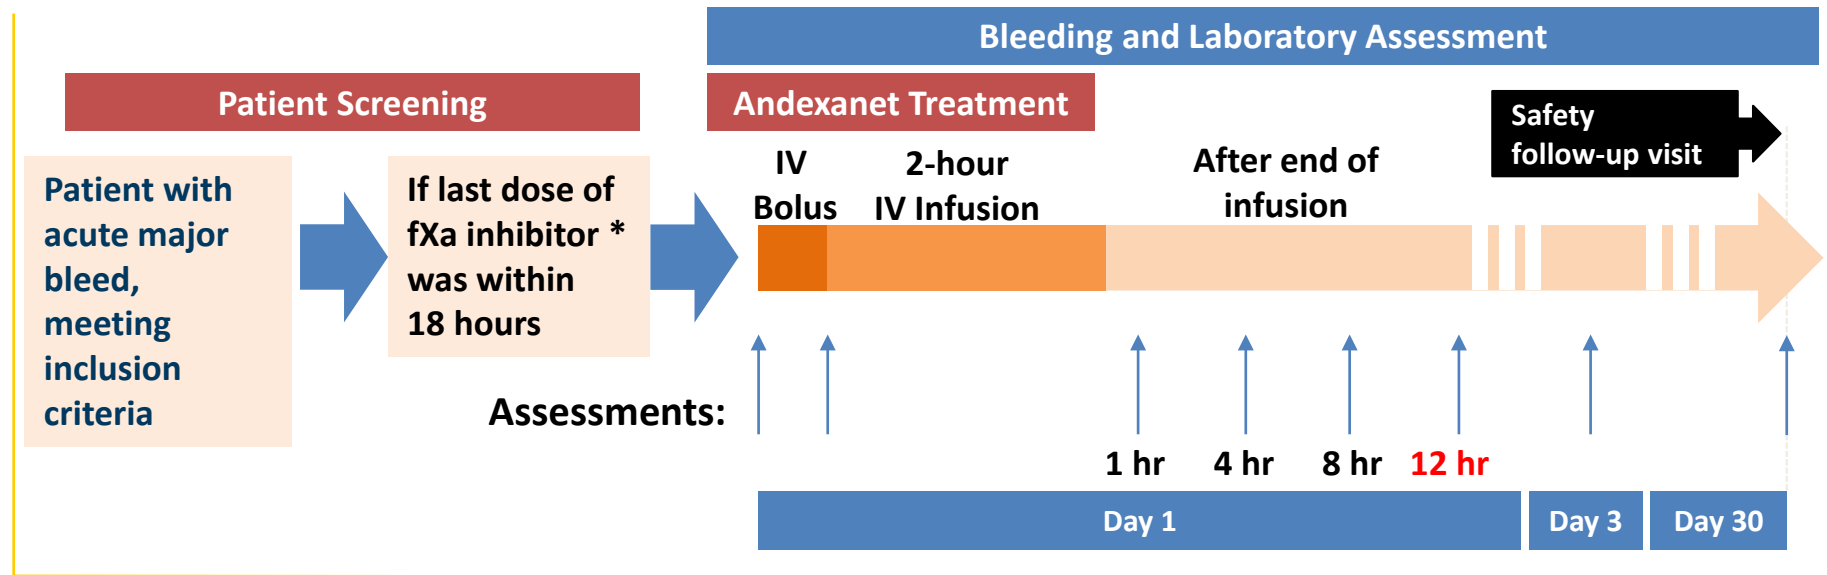 Bleeding and Laboratory Assessment
Patient Screening
Andexanet Treatment
Safety
follow-up visit
Patient with
acute major
bleed,
meeting
inclusion
criteria
If last dose of
fXa inhibitor *
was within
18 hours
IV
Bolus
2-hour
IV Infusion
After end of
infusion
Assessments:
1 hr
4 hr
8 hr
12 hr
Day 1
Day 3
Day 30